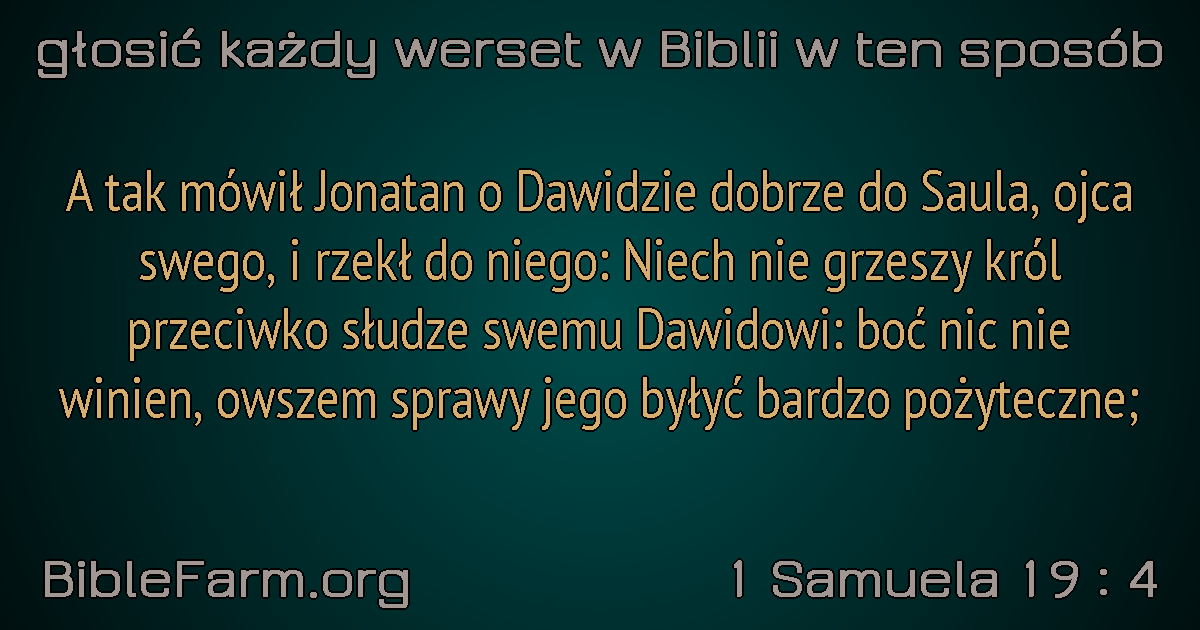 głosić każdy werset w Biblii w ten sposób
A tak mówił Jonatan o Dawidzie dobrze do Saula, ojca
swego, i rzekł do niego: Niech nie grzeszy król
przeciwko słudze swemu Dawidowi: boć nic nie
winien, owszem sprawy jego byłyć bardzo pożyteczne;
BibleFarm.org
1 Samuela 19 : 4